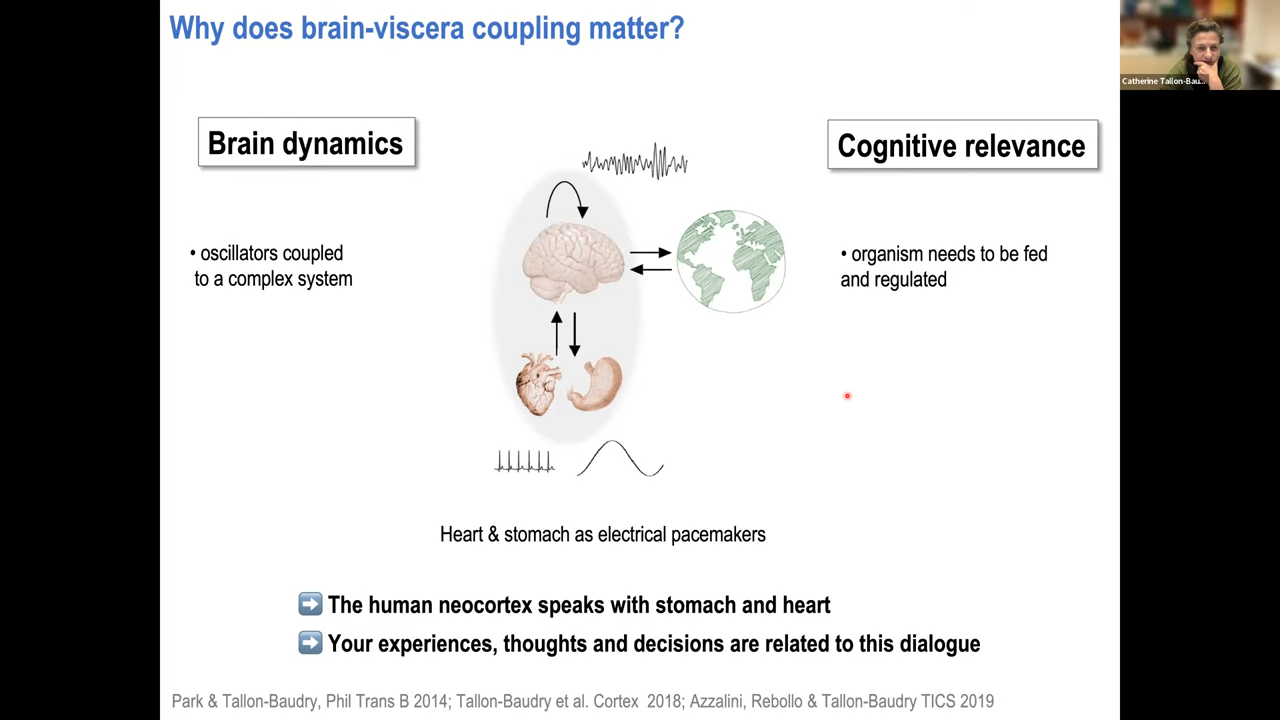 Why does brain-viscera coupling matter?
Catherine Tallon-Bau...
Brain dynamics
Cognitive relevance
• oscillators coupled
to a complex system
• organism needs to be fed
and regulated
Heart & stomach as electrical pacemakers
➡ The human neocortex speaks with stomach and heart
➡ Your experiences, thoughts and decisions are related to this dialogue
Park & Tallon-Baudry, Phil Trans B 2014; Tallon-Baudry et al. Cortex 2018; Azzalini, Rebollo & Tallon-Baudry TICS 2019